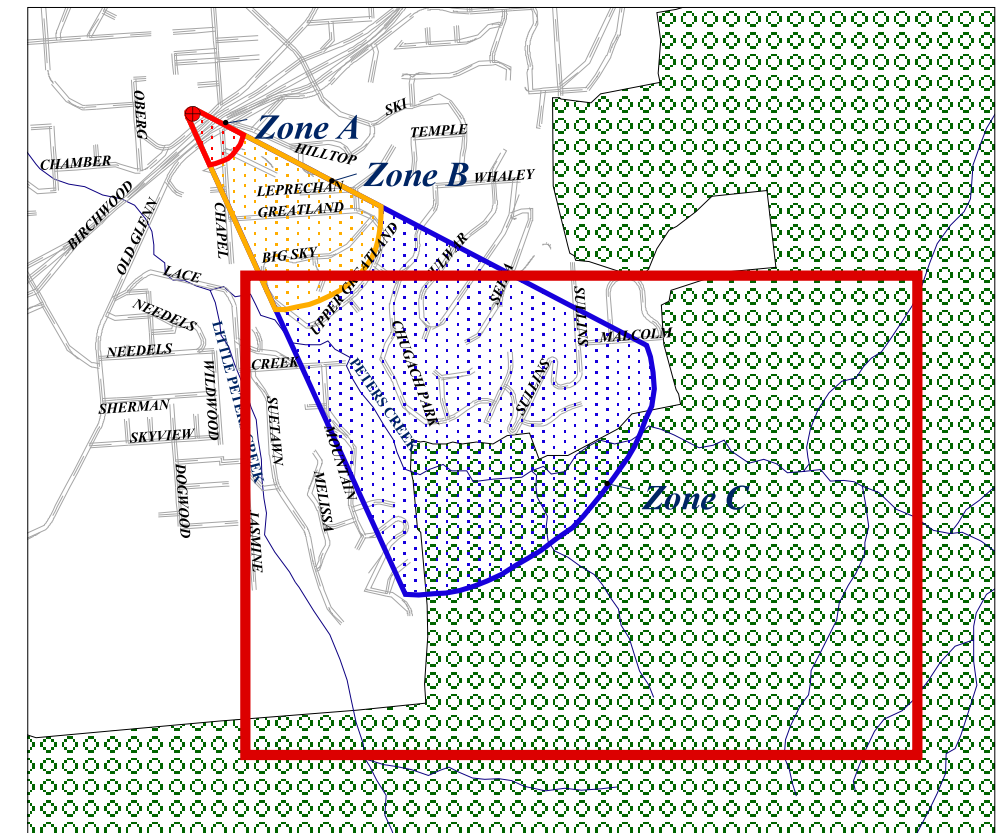 OBERG
SKI
Zone A
TEMPLE
HILLTOP
CHAMBER
Zone B
WHALEY
LEPRECHAN
BIRCHWOOD
GREATLAND
CHAPEL
OLD GLENN
BIG SKY
UPPER GREATLAND
SELA
LACE
SULLINS
NEEDELS
MALCOLM
NEEDELS
CREEK
CHUGACH PARK
LITTLE PETERS CREEK
PETERS CREEK
WILDWOOD
SULLINS
SHERMAN
SUETAWN
SKYVIEW
MOUNTAIN
DOGWOOD
MELISSA
Zone C
JASMINE